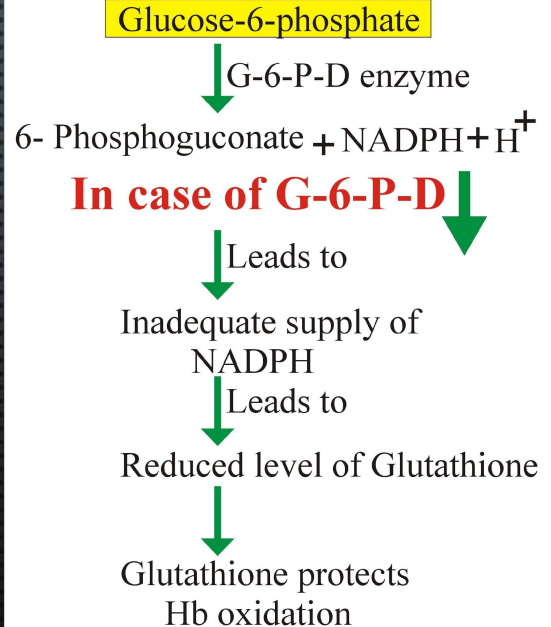 Glucose-6-phosphate
G-6-P-D enzyme
6- Phosphoguconate + NADPH+H+
In case of G-6-P-D
Leads to
Inadequate supply of
NADPH
Leads to
Reduced level of Glutathione
Glutathione protects
Hb oxidation